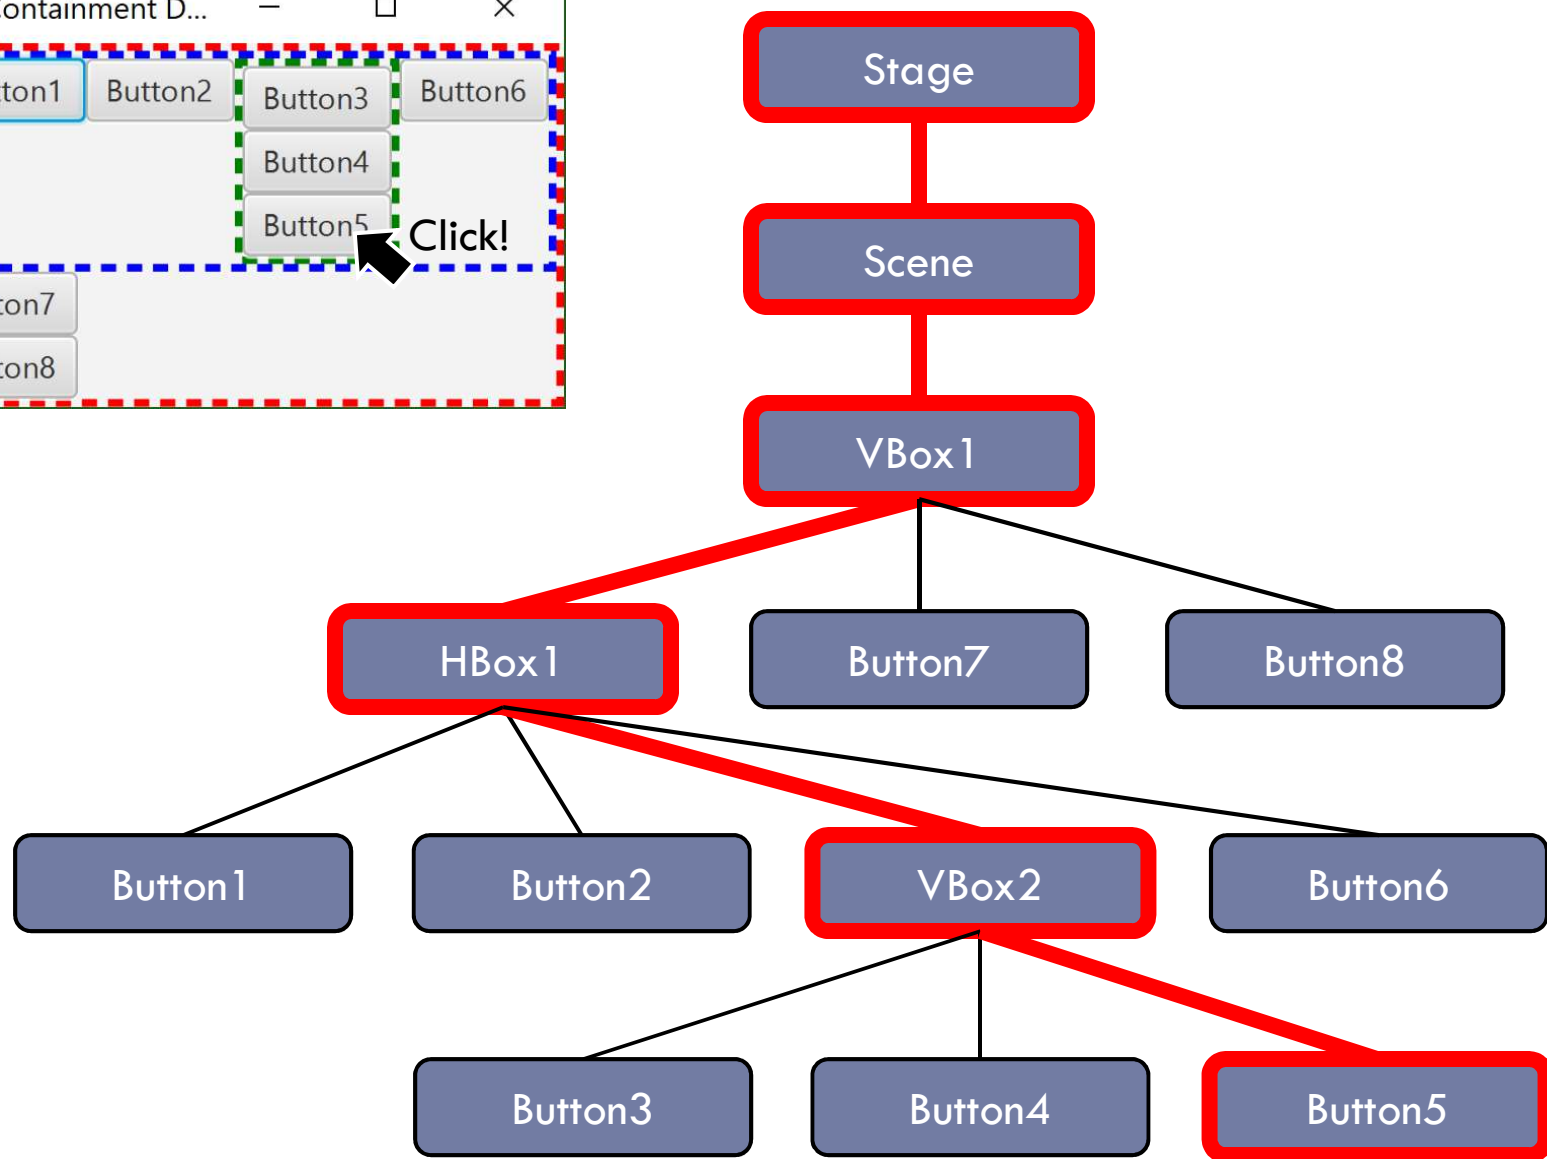 ontainment D...
ton1 Button2 Button3 Button6
Button4
Button5 Click!
ton7
ton8
Stage
Scene
VBox1
HBox1 Button7 Button8
Button1 Button2 VBox2 Button6
Button3 Button4 Button5